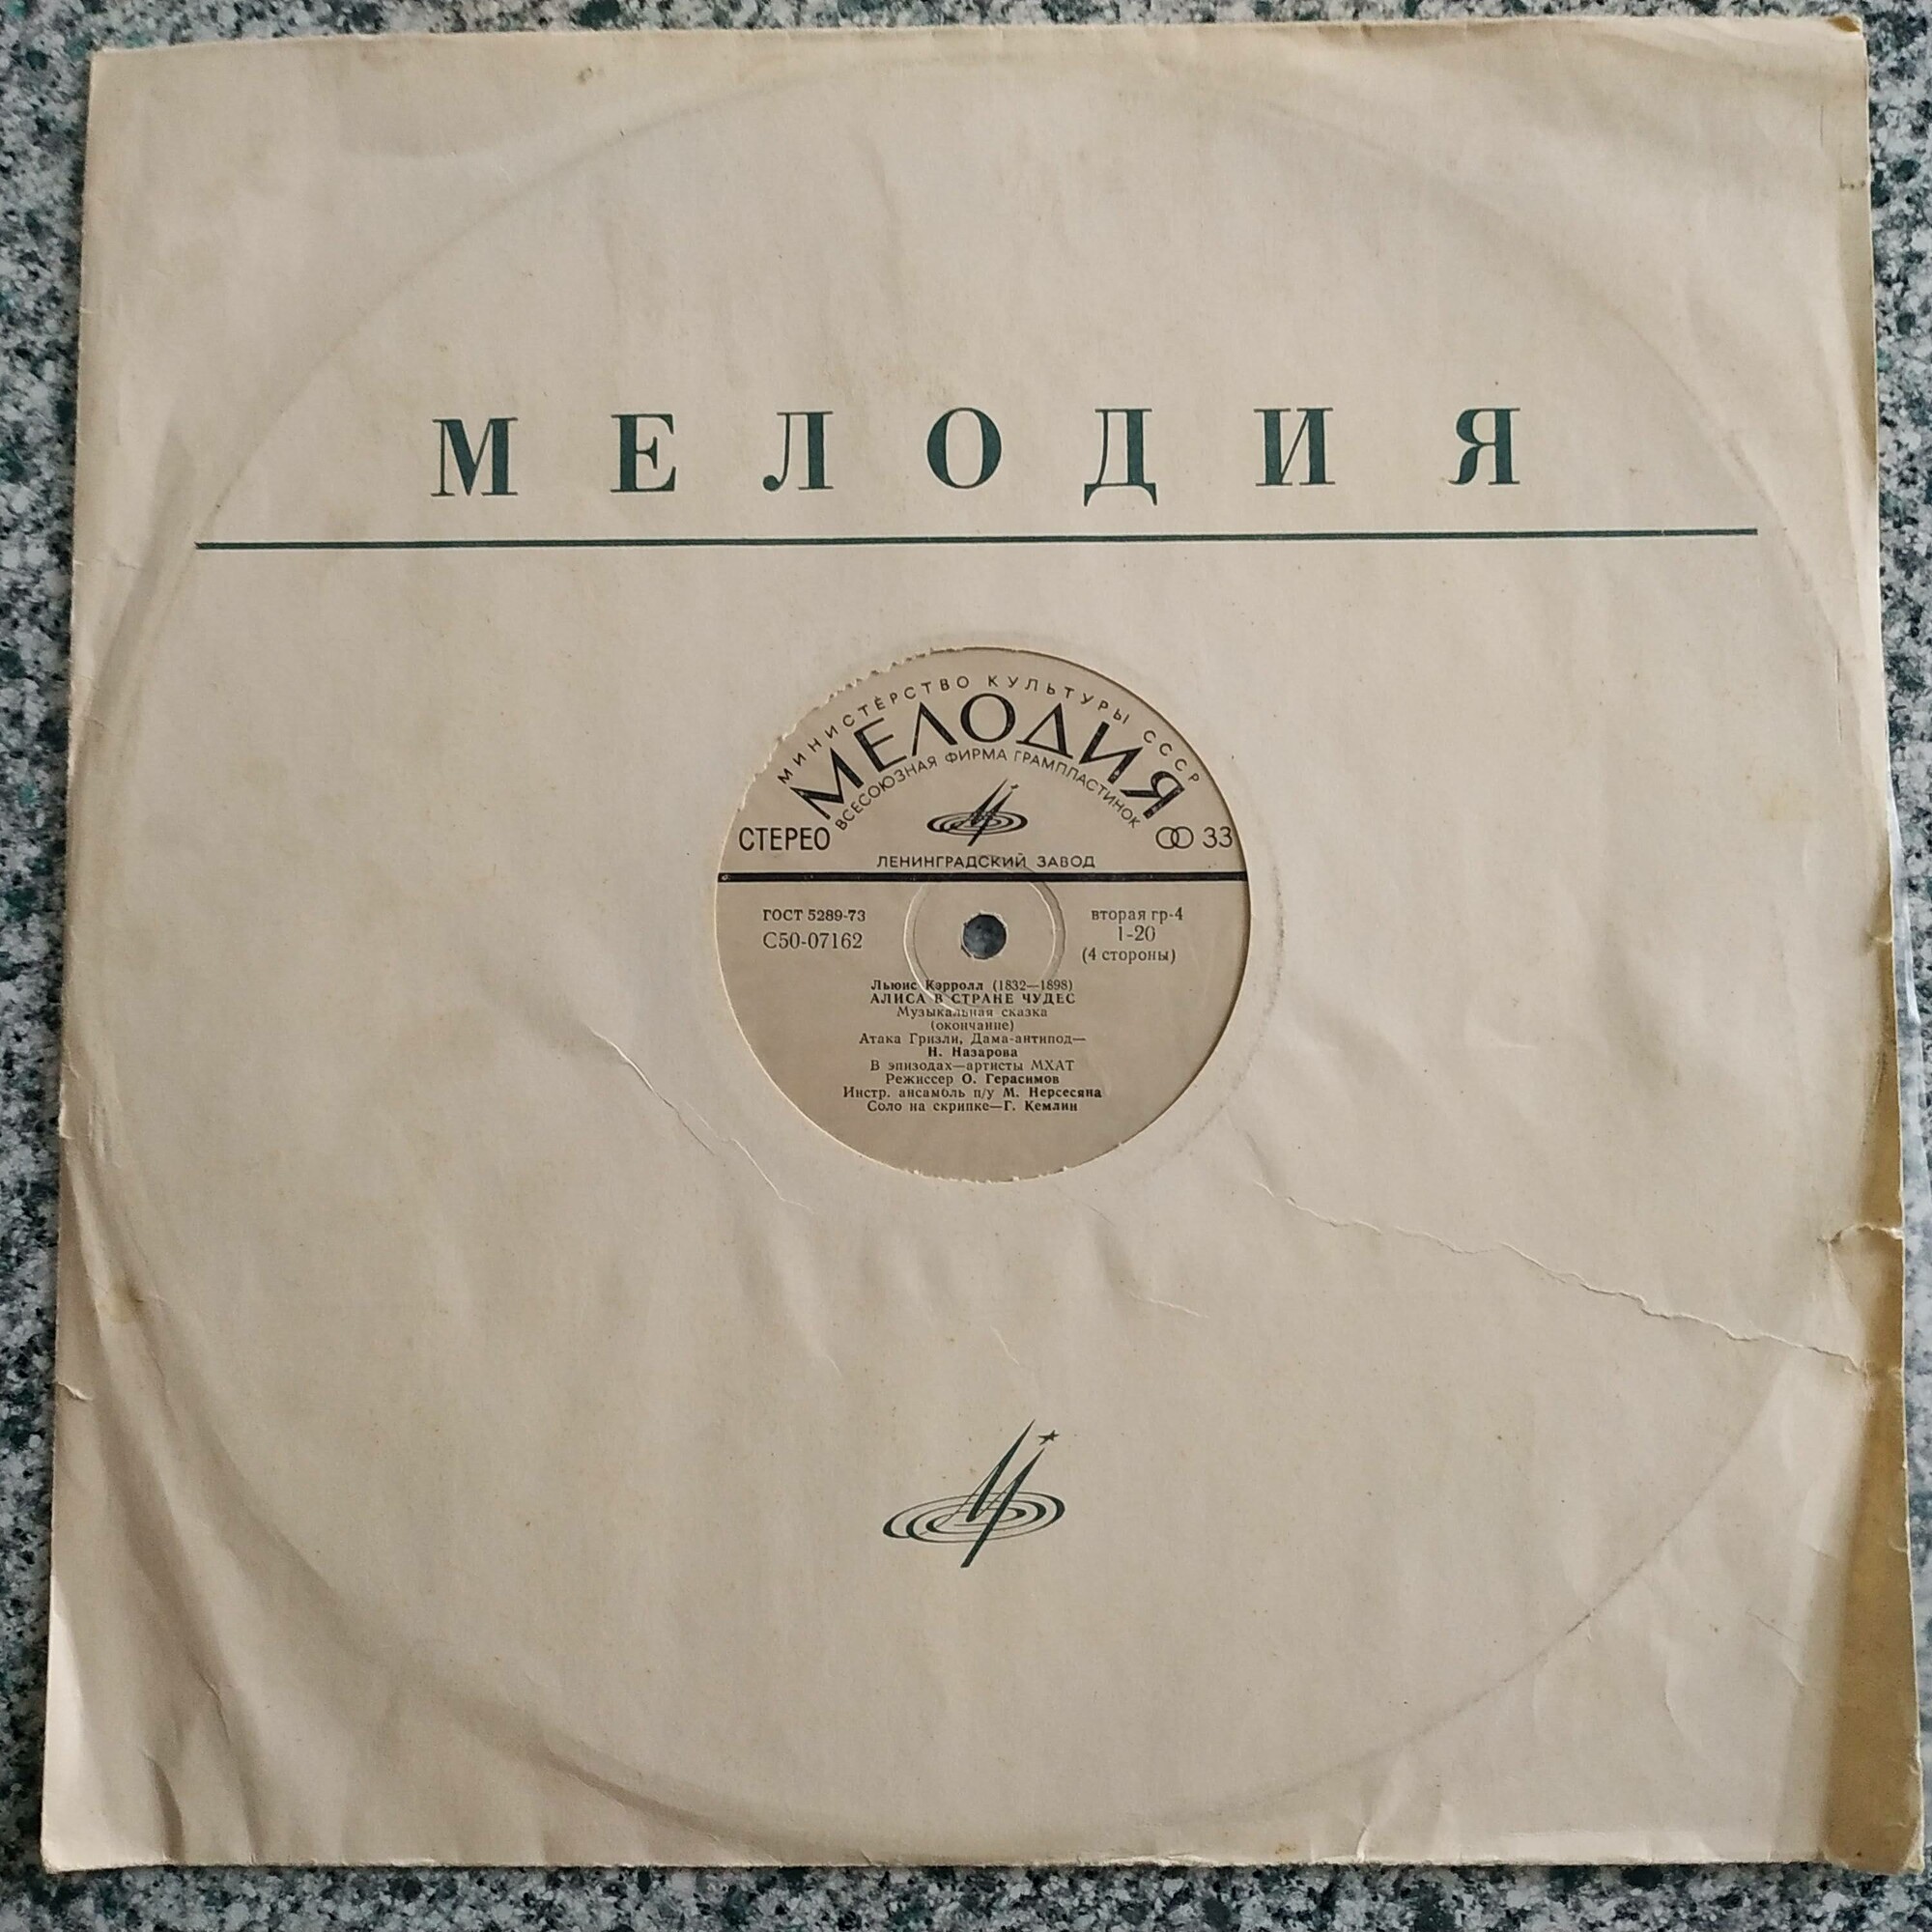 МЕЛОДИЯ
МИНИСТЕРСТВО КУЛЬТУРЫ СССР
МЕЛОДИЯ
ВСЕСОЮЗНАЯ ФИРМА ГРАМПЛАСТИНОК
СТЕРЕО 33
ЛЕНИНГРАДСКИЙ ЗАВОД
ГОСТ 5289-73 вторая гр-4
С50-07162 1-20
(4 стороны)
Льюис Кэрролл (1832—1898)
АЛИСА В СТРАНЕ ЧУДЕС
Музыкальная сказка
(окончание)
Атака Гризли, Дама-антипод—
Н. Назарова
В эпизодах—артисты МХАТ
Режиссер О. Герасимов
Инстр. ансамбль п/у М. Нерсесяна
Соло на скрипке—Г. Кемлин